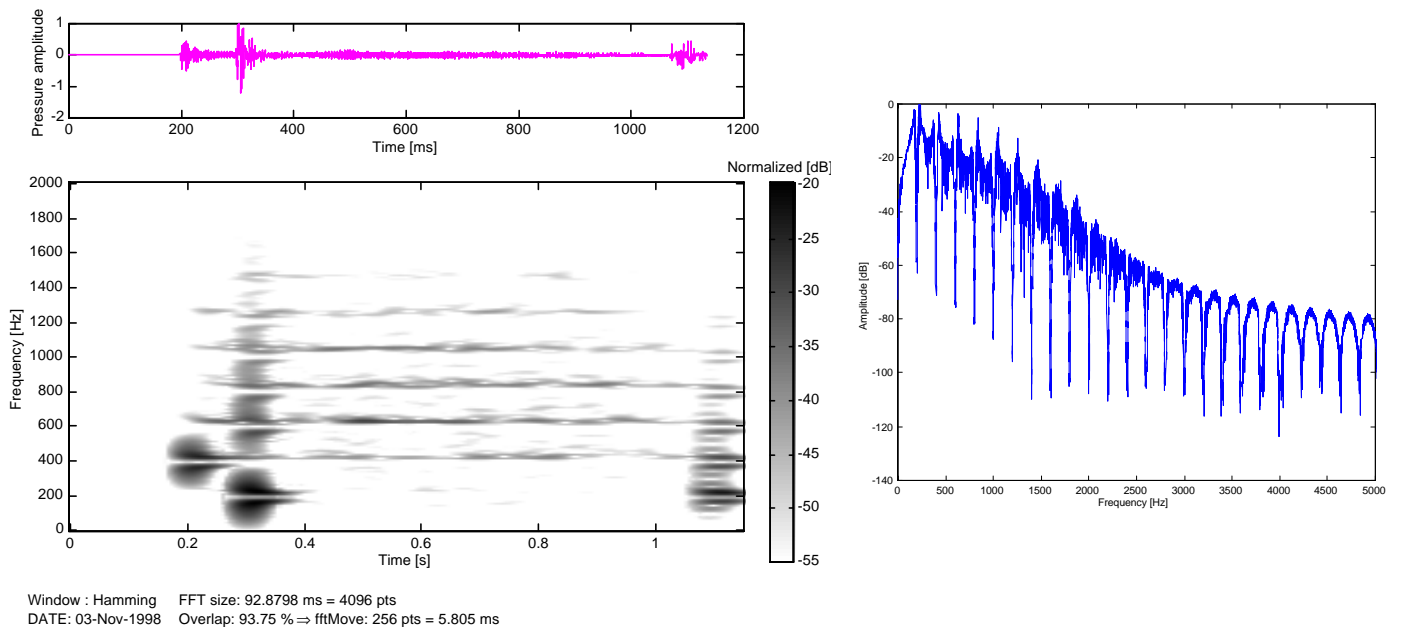 Pressure amplitude
1
0
-1
-2
0 200 400 600 800 1000 1200
Time [ms]
Normalized [dB]
Frequency [Hz]
2000
1800
1600
1400
1200
1000
800
600
400
200
0
0 0.2 0.4 0.6 0.8 1
Time [s]
-20
-25
-30
-35
-40
-45
-50
-55
Amplitude [dB]
0
-20
-40
-60
-80
-100
-120
-140
0 500 1000 1500 2000 2500 3000 3500 4000 4500 5000
Frequency [Hz]
Window : Hamming FFT size: 92.8798 ms = 4096 pts
DATE: 03-Nov-1998 Overlap: 93.75 % ⇒ fftMove: 256 pts = 5.805 ms